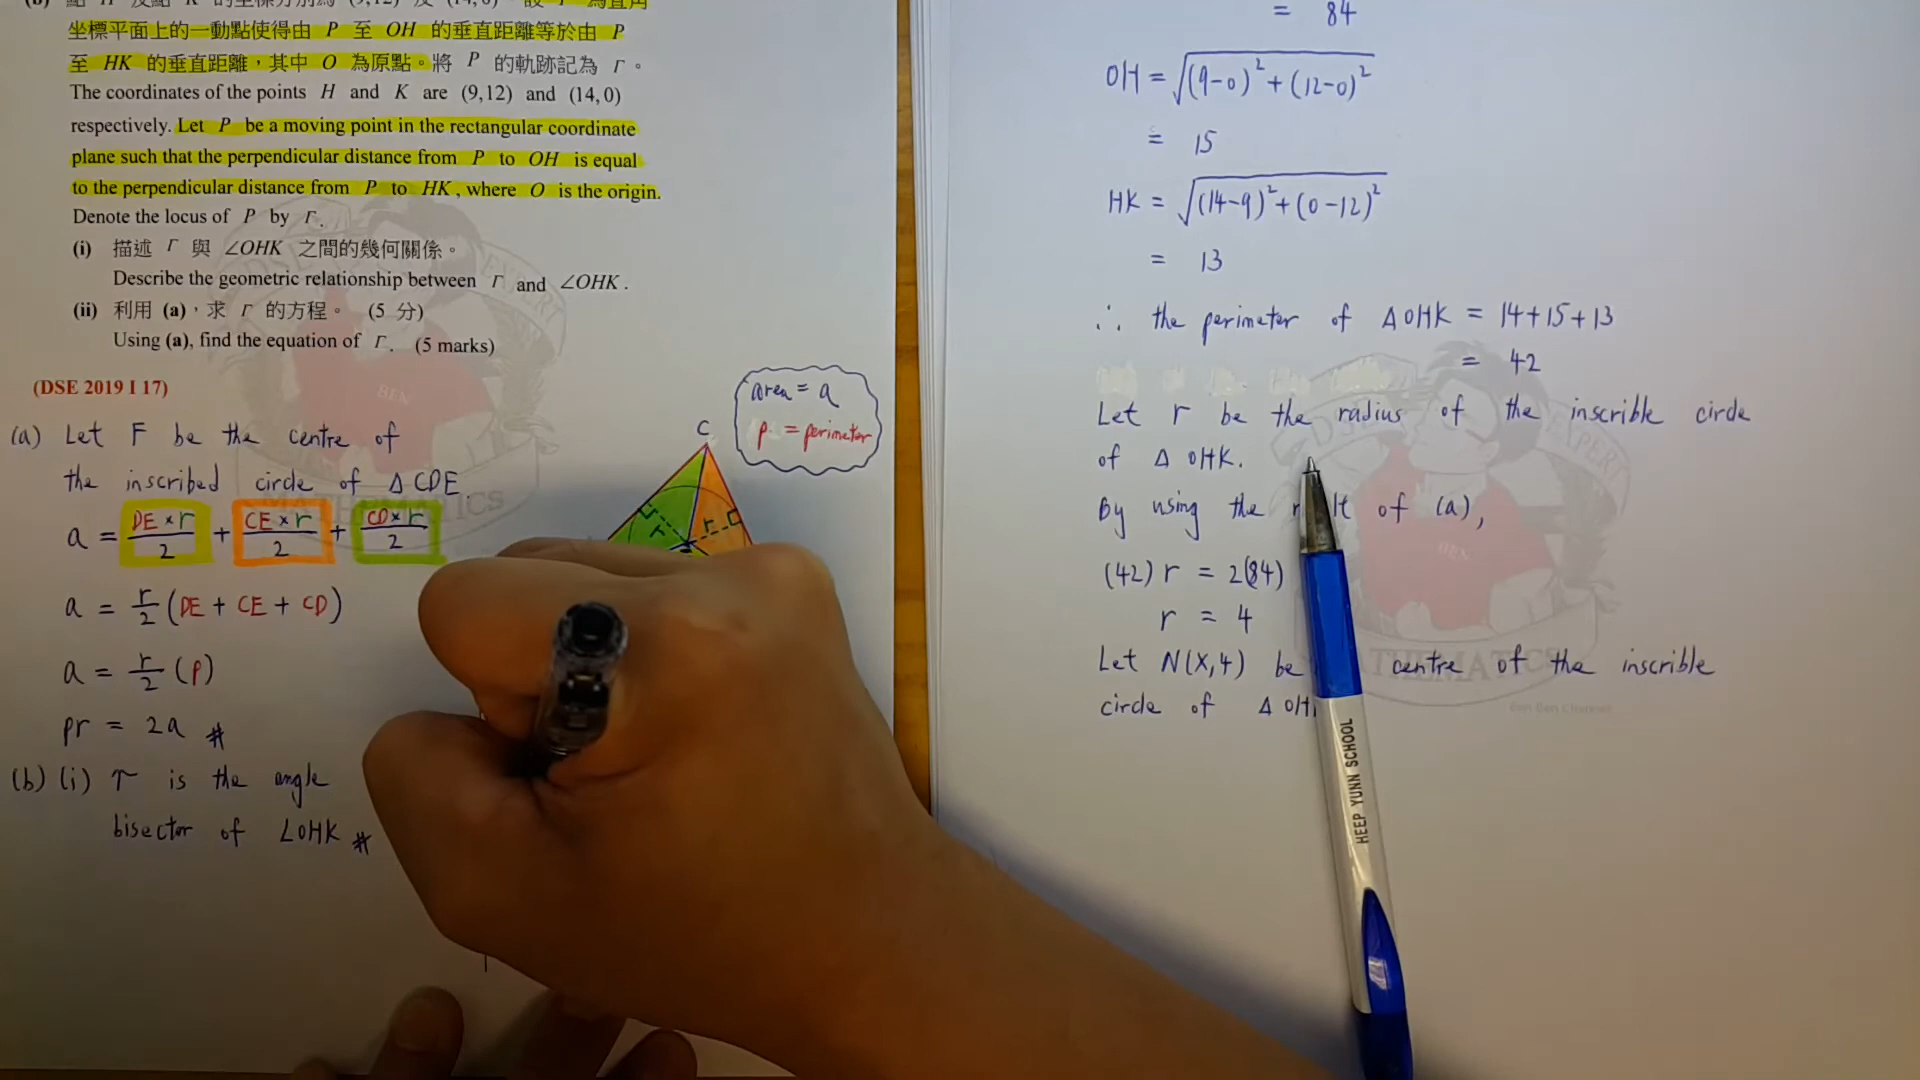 坐標平面上的一動點使得由 P 至 OH 的垂直距離等於由 P
至 HK 的垂直距離，其中 O 為原點。將 P 的軌跡記為 Γ。
The coordinates of the points H and K are (9,12) and (14,0)
respectively. Let P be a moving point in the rectangular coordinate
plane such that the perpendicular distance from P to OH is equal
to the perpendicular distance from P to HK, where O is the origin.
Denote the locus of P by Γ.
(i) 描述 Γ 與 ∠OHK 之間的幾何關係。
Describe the geometric relationship between Γ and ∠OHK.
(ii) 利用 (a)，求 Γ 的方程。 (5 分)
Using (a), find the equation of Γ. (5 marks)
(DSE 2019 I 17)
(a) Let F be the centre of
the inscribed circle of Δ CDE.
a = DE × r / 2 + CE × r / 2 + CD × r / 2
a = r/2 (DE + CE + CD)
a = r/2 (p)
pr = 2a #
(b) (i) Γ is the angle
bisector of ∠OHK #
area = a
p = perimeter
C
r
r
= 84
OH = √(9-0)² + (12-0)²
= 15
HK = √(14-9)² + (0-12)²
= 13
∴ the perimeter of Δ OHK = 14+15+13
= 42
Let r be the radius of the inscrible circle
of Δ OHK.
By using the of (a),
(42) r = 2(84)
r = 4
Let N(x,4) be centre of the inscrible
circle of Δ OH
HEEP YUNN SCHOOL
BEN
EXPERT
MATHEMATICS
BEN
EXPERT
MATHEMATICS